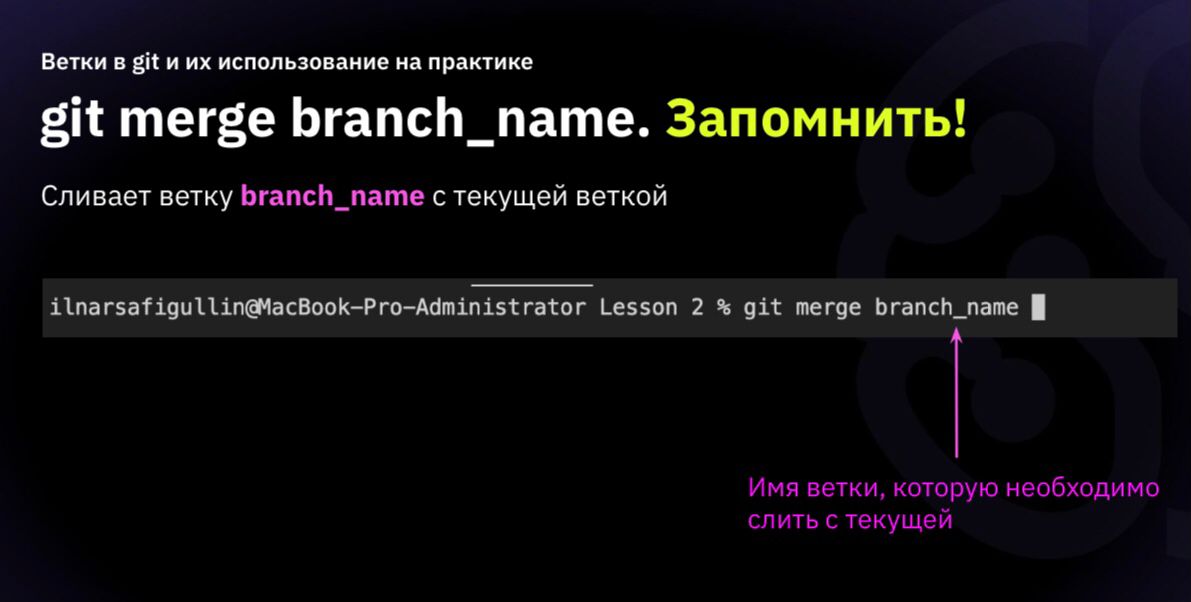 Ветки в git и их использование на практике
git merge branch_name. Запомнить!
Сливает ветку branch_name с текущей веткой
ilnarsafigullin@MacBook-Pro-Administrator Lesson 2 % git merge branch_name
Имя ветки, которую необходимо
слить с текущей